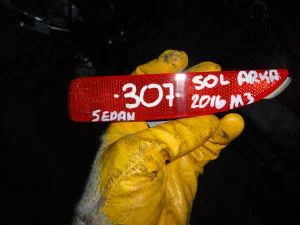 ·307·
SOL ARKA
2016 M3
SEDAN